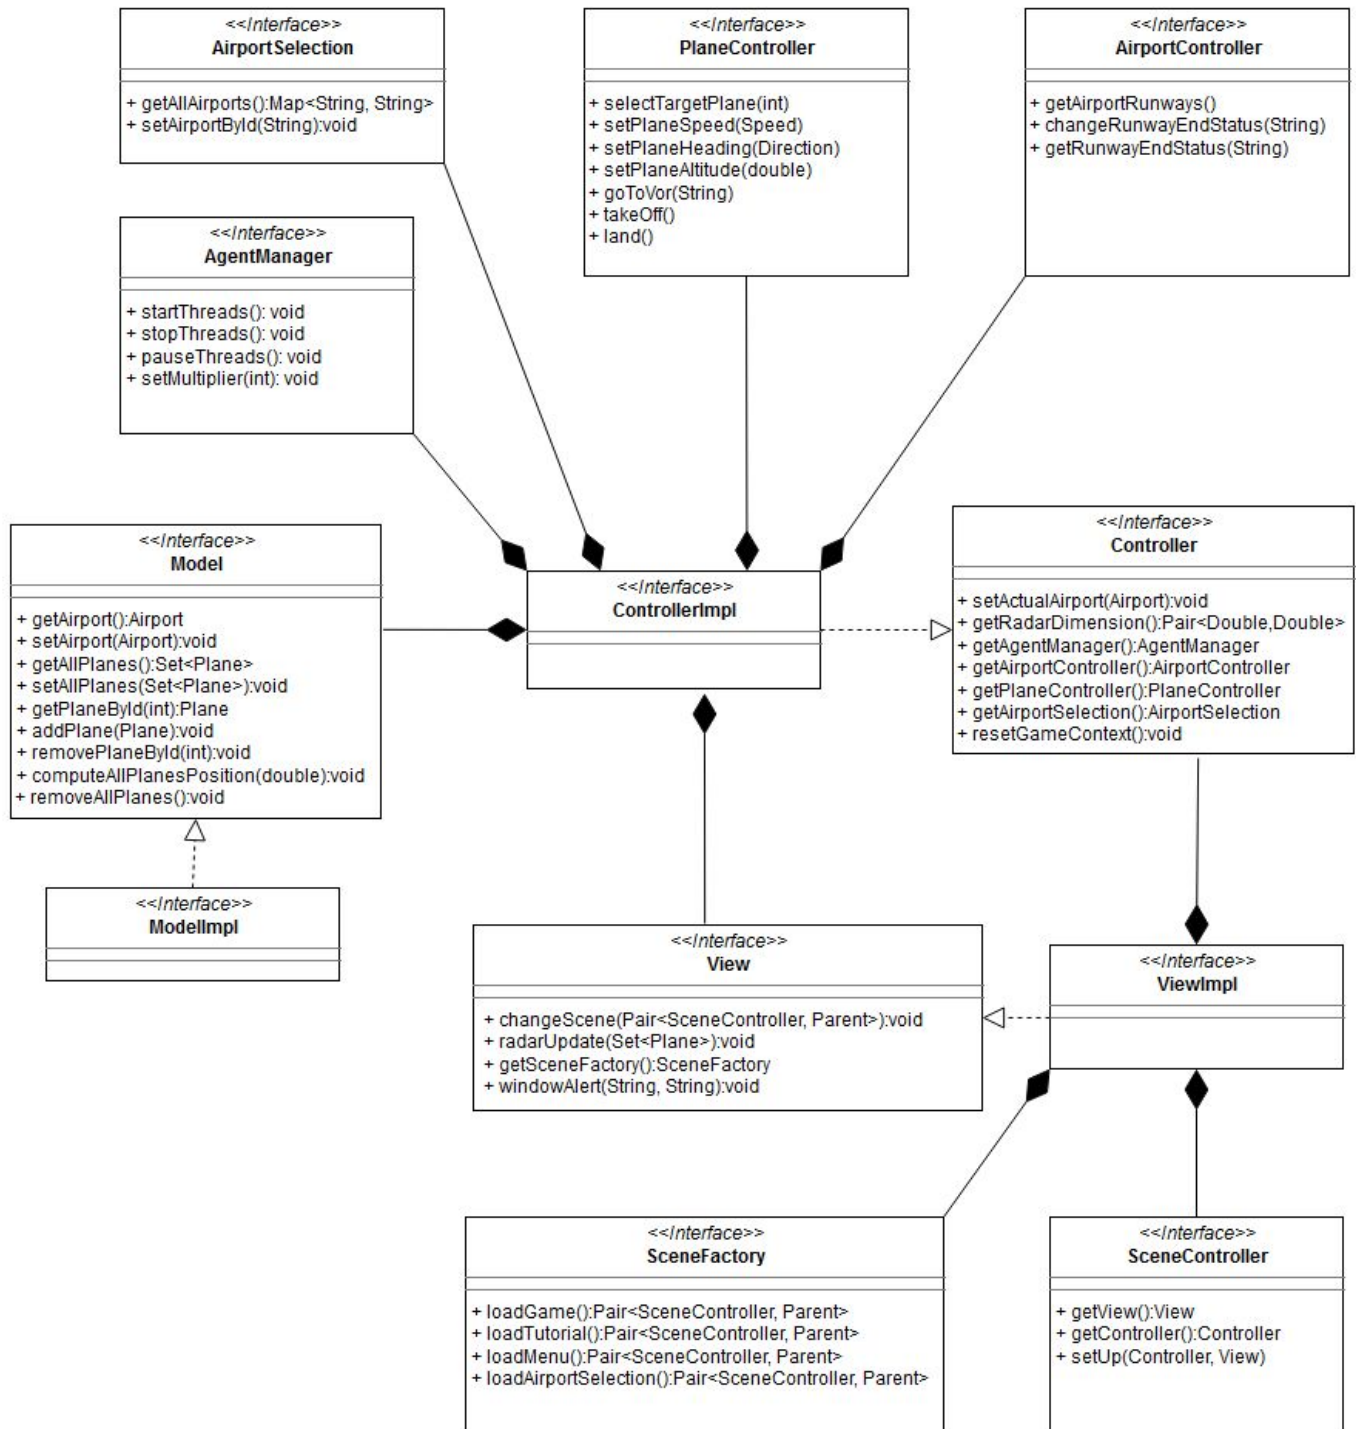 <<Interface>>
AirportSelection
+ getAllAirports():Map<String, String>
+ setAirportById(String):void
<<Interface>>
PlaneController
+ selectTargetPlane(int)
+ setPlaneSpeed(Speed)
+ setPlaneHeading(Direction)
+ setPlaneAltitude(double)
+ goToVor(String)
+ takeOff()
+ land()
<<Interface>>
AirportController
+ getAirportRunways()
+ changeRunwayEndStatus(String)
+ getRunwayEndStatus(String)
<<Interface>>
AgentManager
+ startThreads(): void
+ stopThreads(): void
+ pauseThreads(): void
+ setMultiplier(int): void
<<Interface>>
Model
+ getAirport():Airport
+ setAirport(Airport):void
+ getAllPlanes():Set<Plane>
+ setAllPlanes(Set<Plane>):void
+ getPlaneById(int):Plane
+ addPlane(Plane):void
+ removePlaneById(int):void
+ computeAllPlanesPosition(double):void
+ removeAllPlanes():void
<<Interface>>
ControllerImpl
<<Interface>>
Controller
+ setActualAirport(Airport):void
+ getRadarDimension():Pair<Double,Double>
+ getAgentManager():AgentManager
+ getAirportController():AirportController
+ getPlaneController():PlaneController
+ getAirportSelection():AirportSelection
+ resetGameContext():void
<<Interface>>
ModelImpl
<<Interface>>
View
+ changeScene(Pair<SceneController, Parent>):void
+ radarUpdate(Set<Plane>):void
+ getSceneFactory():SceneFactory
+ windowAlert(String, String):void
<<Interface>>
ViewImpl
<<Interface>>
SceneFactory
+ loadGame():Pair<SceneController, Parent>
+ loadTutorial():Pair<SceneController, Parent>
+ loadMenu():Pair<SceneController, Parent>
+ loadAirportSelection():Pair<SceneController, Parent>
<<Interface>>
SceneController
+ getView():View
+ getController():Controller
+ setUp(Controller, View)